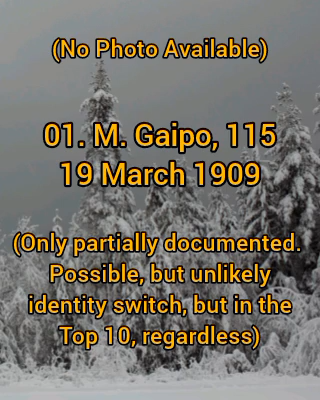 (No Photo Available)
01. M. Gaipo, 115
19 March 1909
(Only partially documented.
Possible, but unlikely
identity switch, but in the
Top 10, regardless)